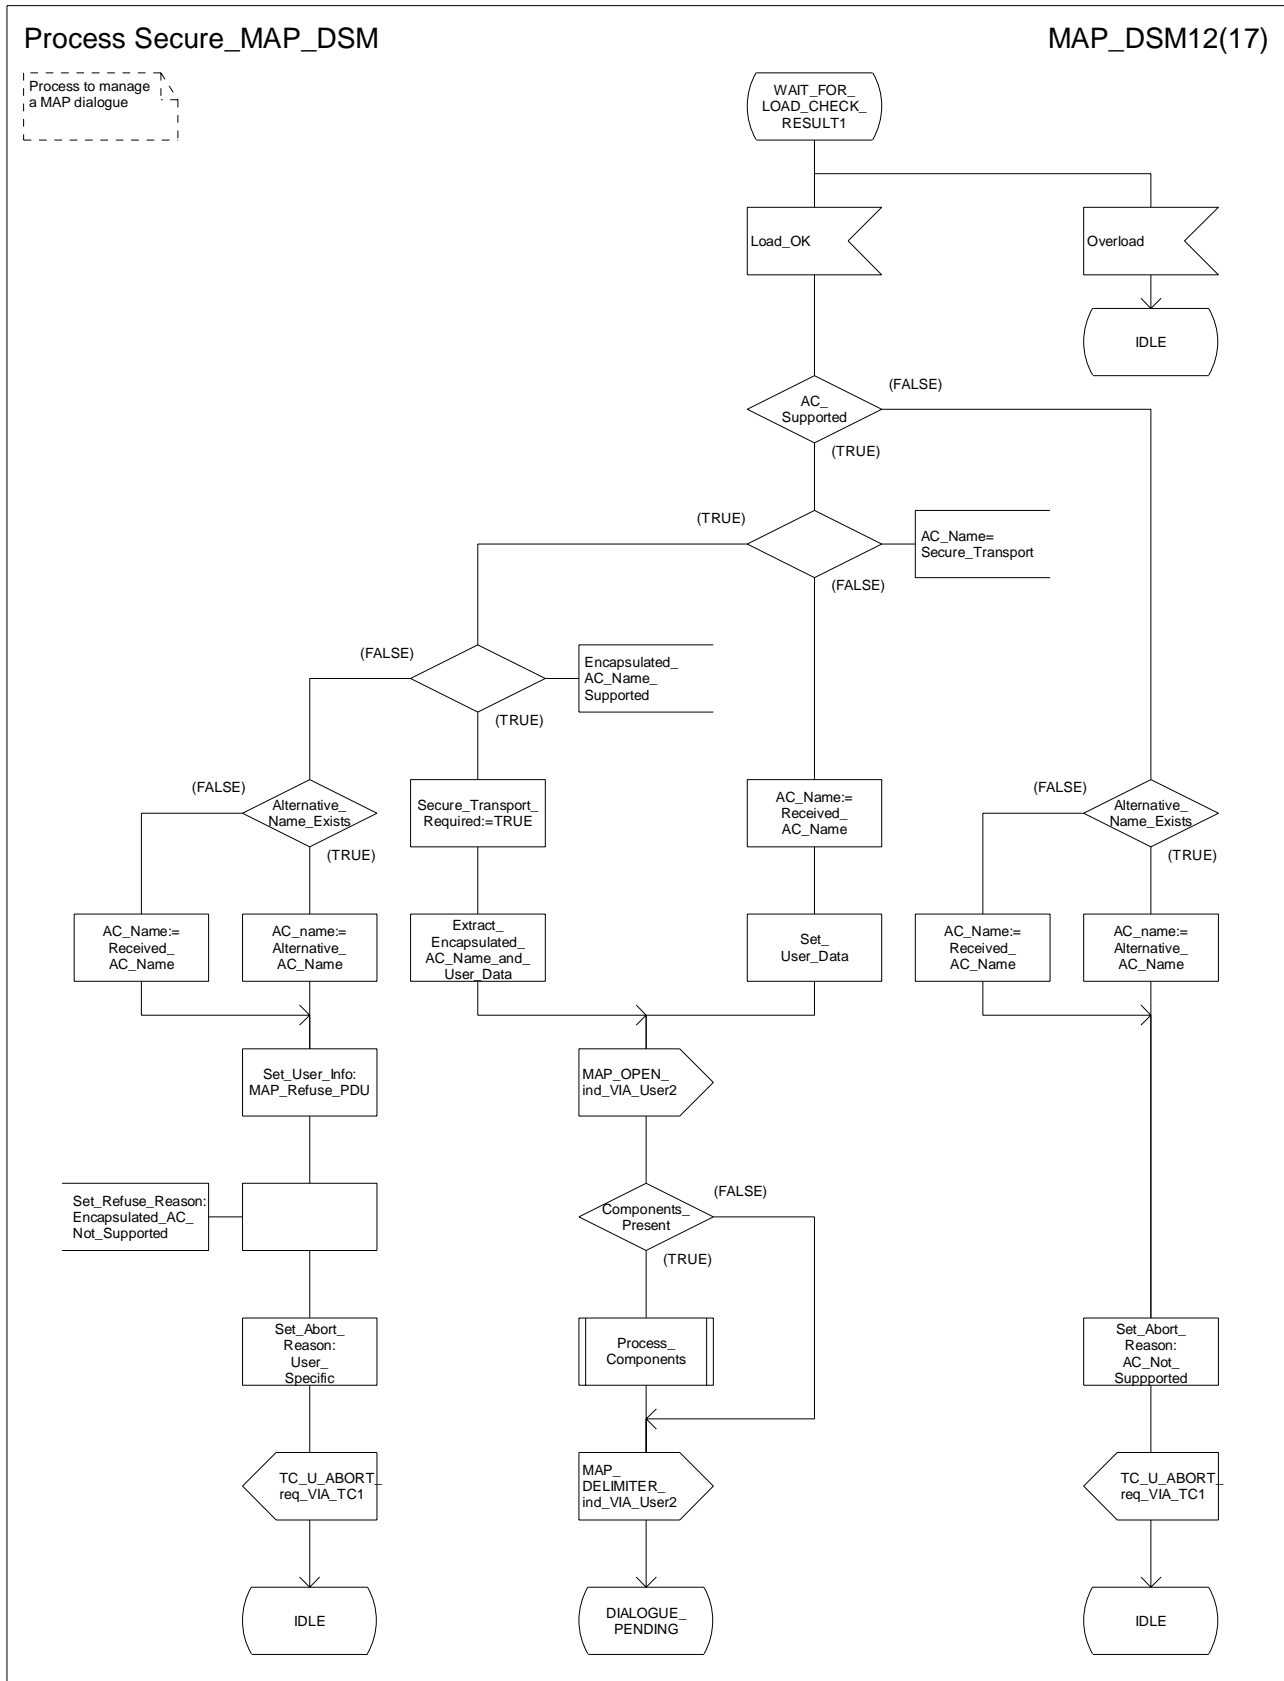 Process Secure_MAP_DSM
MAP_DSM12(17)
Process to manage
a MAP dialogue
WAIT_FOR_
LOAD_CHECK_
RESULT1
Load_OK
Overload
IDLE
AC_
Supported
(FALSE)
(TRUE)
(TRUE)
AC_Name=
Secure_Transport
(FALSE)
(FALSE)
Encapsulated_
AC_Name_
Supported
(TRUE)
(FALSE)
Alternative_
Name_Exists
(TRUE)
Secure_Transport_
Required:=TRUE
AC_Name:=
Received_
AC_Name
(FALSE)
Alternative_
Name_Exists
(TRUE)
AC_Name:=
Received_
AC_Name
AC_name:=
Alternative_
AC_Name
Extract_
Encapsulated_
AC_Name_and_
User_Data
Set_
User_Data
AC_Name:=
Received_
AC_Name
AC_name:=
Alternative_
AC_Name
Set_User_Info:
MAP_Refuse_PDU
MAP_OPEN_
ind_VIA_User2
Set_Refuse_Reason:
Encapsulated_AC_
Not_Supported
Components_
Present
(FALSE)
(TRUE)
Set_Abort_
Reason:
User_
Specific
Process_
Components
Set_Abort_
Reason:
AC_Not_
Suppported
TC_U_ABORT_
req_VIA_TC1
MAP_
DELIMITER_
ind_VIA_User2
TC_U_ABORT_
req_VIA_TC1
IDLE
DIALOGUE_
PENDING
IDLE